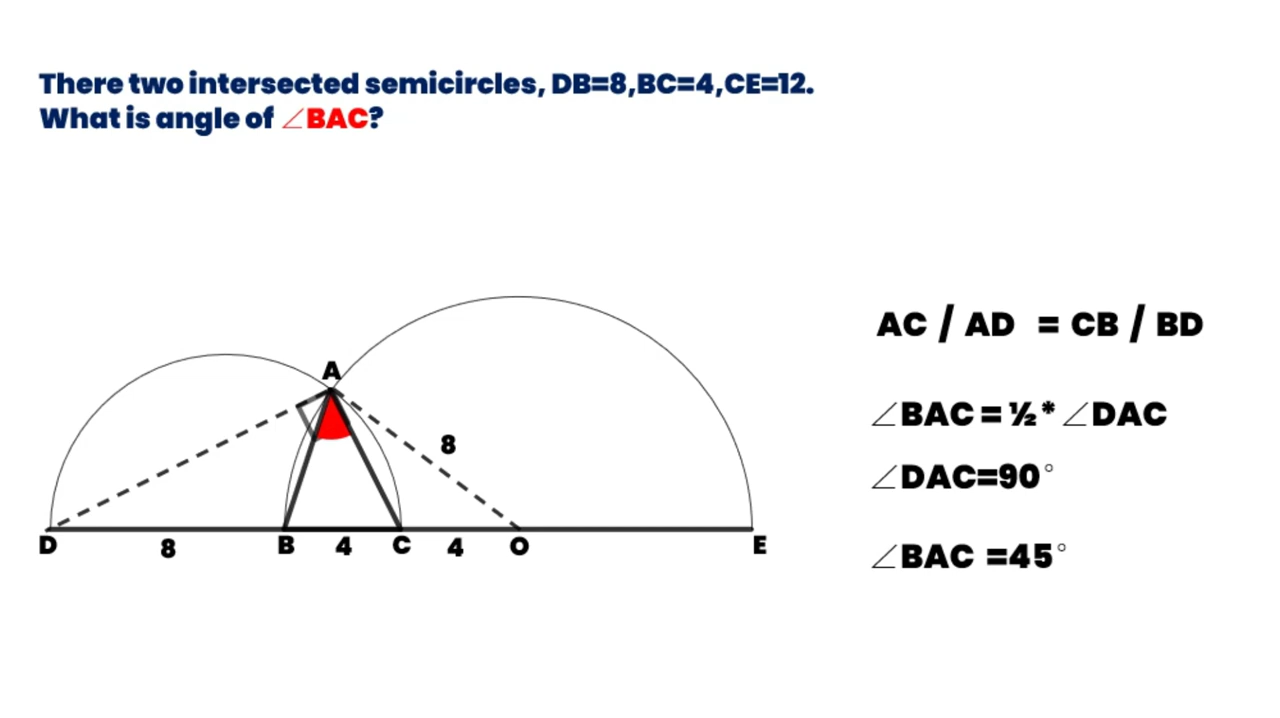 There two intersected semicircles, DB=8,BC=4,CE=12.
What is angle of ∠BAC?
A
8
D
8
B
4
C
4
O
E
AC / AD = CB / BD
∠BAC = ½* ∠DAC
∠DAC=90°
∠BAC =45°